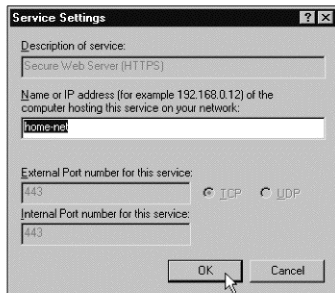 Service Settings
Description of service:
Secure Web Server (HTTPS)
Name or IP address (for example 192.168.0.12) of the
computer hosting this service on your network:
home-net
External Port number for this service:
443
TCP
UDP
Internal Port number for this service:
443
OK
Cancel